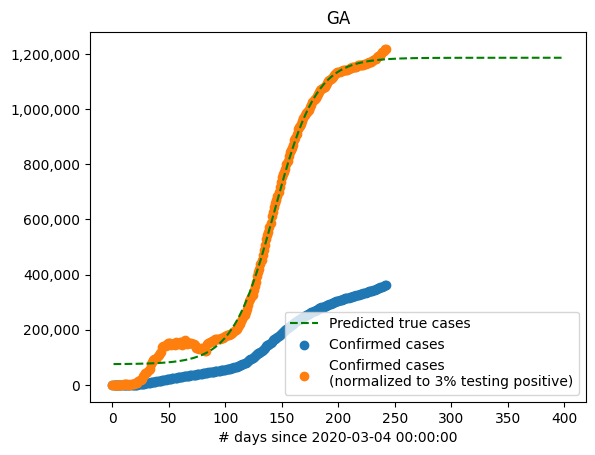 GA
1,200,000
1,000,000
800,000
600,000
400,000
200,000
0
Predicted true cases
Confirmed cases
Confirmed cases
(normalized to 3% testing positive)
0 50 100 150 200 250 300 350 400
# days since 2020-03-04 00:00:00